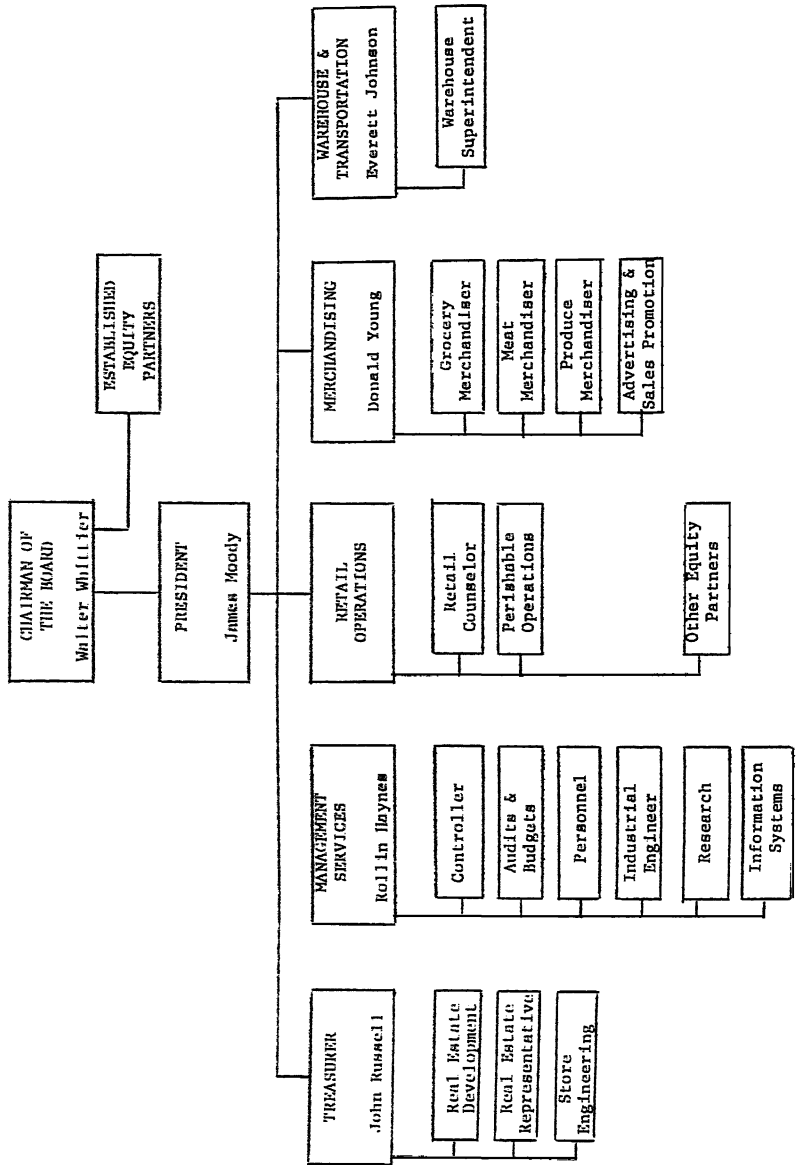 CHAIRMAN OF
THE BOARD
Walter Whittier
ESTABLISHED
EQUITY
PARTNERS
PRESIDENT
James Moody
TREASURER
John Russell
Real Estate
Development
Real Estate
Representative
Store
Engineering
MANAGEMENT
SERVICES
Rollin Haynes
Controller
Audits &
Budgets
Personnel
Industrial
Engineer
Research
Information
Systems
RETAIL
OPERATIONS
Retail
Counselor
Perishable
Operations
Other Equity
Partners
MERCHANDISING
Donald Young
Grocery
Merchandiser
Meat
Merchandiser
Produce
Merchandiser
Advertising &
Sales Promotion
WAREHOUSE &
TRANSPORTATION
Everett Johnson
Warehouse
Superintendent